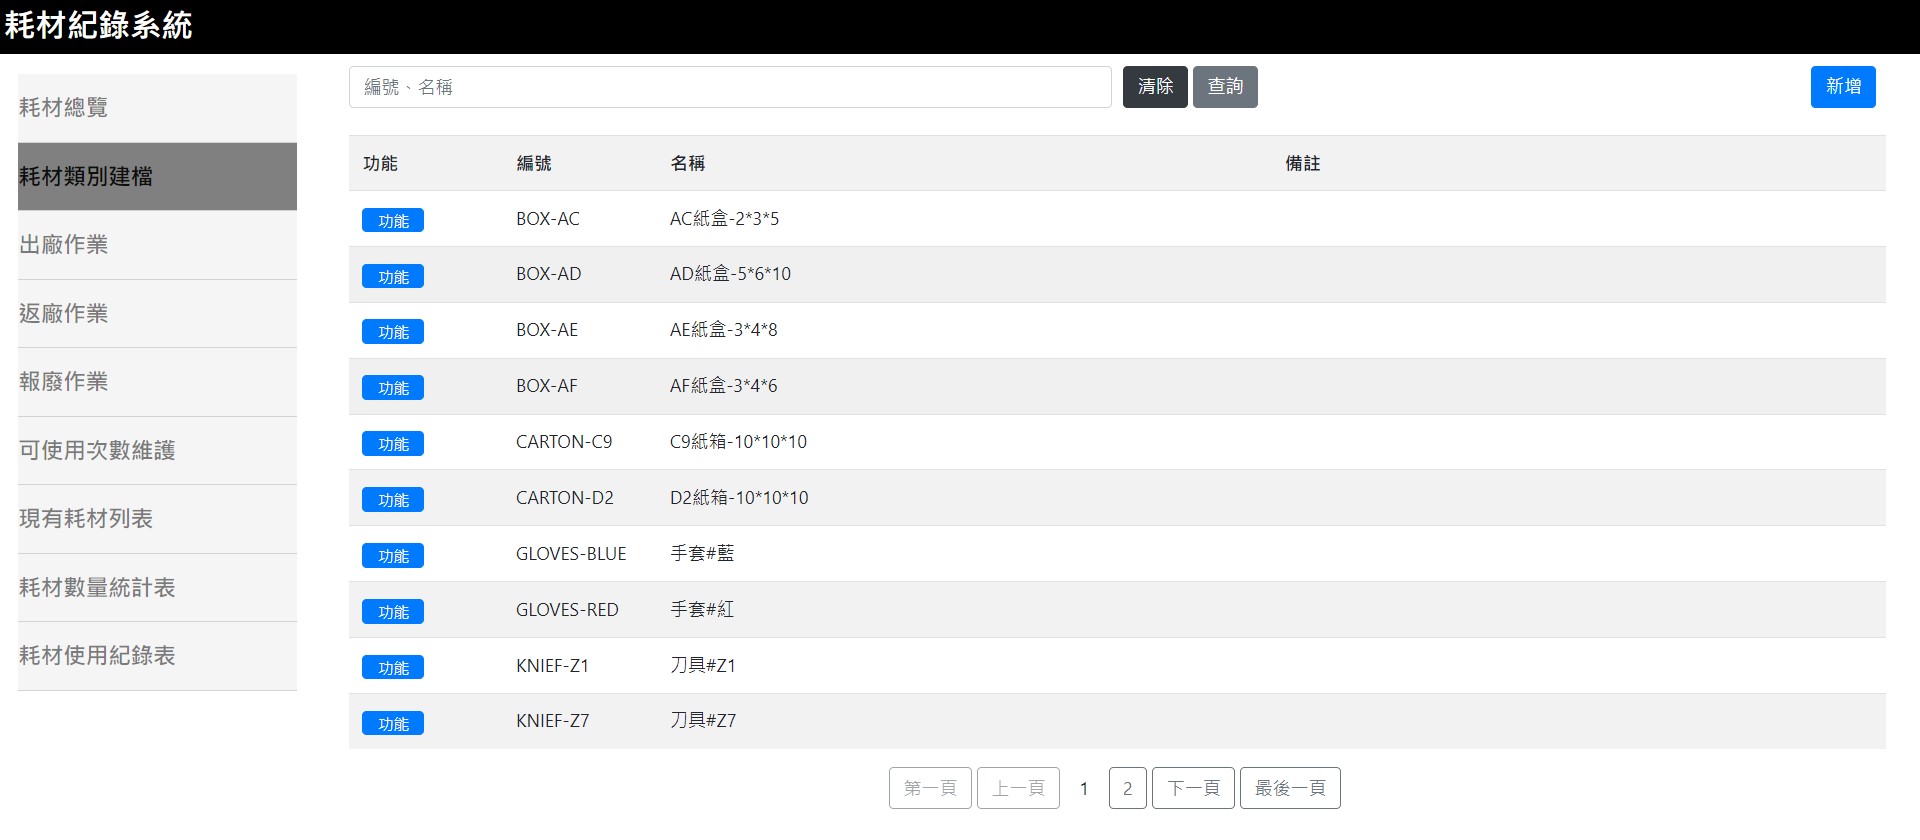 耗材紀錄系統
耗材總覽
耗材類別建檔
出廠作業
返廠作業
報廢作業
可使用次數維護
現有耗材列表
耗材數量統計表
耗材使用紀錄表
編號、名稱 清除 查詢 新增
功能 編號 名稱 備註
功能 BOX-AC AC紙盒-2*3*5
功能 BOX-AD AD紙盒-5*6*10
功能 BOX-AE AE紙盒-3*4*8
功能 BOX-AF AF紙盒-3*4*6
功能 CARTON-C9 C9紙箱-10*10*10
功能 CARTON-D2 D2紙箱-10*10*10
功能 GLOVES-BLUE 手套#藍
功能 GLOVES-RED 手套#紅
功能 KNIEF-Z1 刀具#Z1
功能 KNIEF-Z7 刀具#Z7
第一頁 上一頁 1 2 下一頁 最後一頁